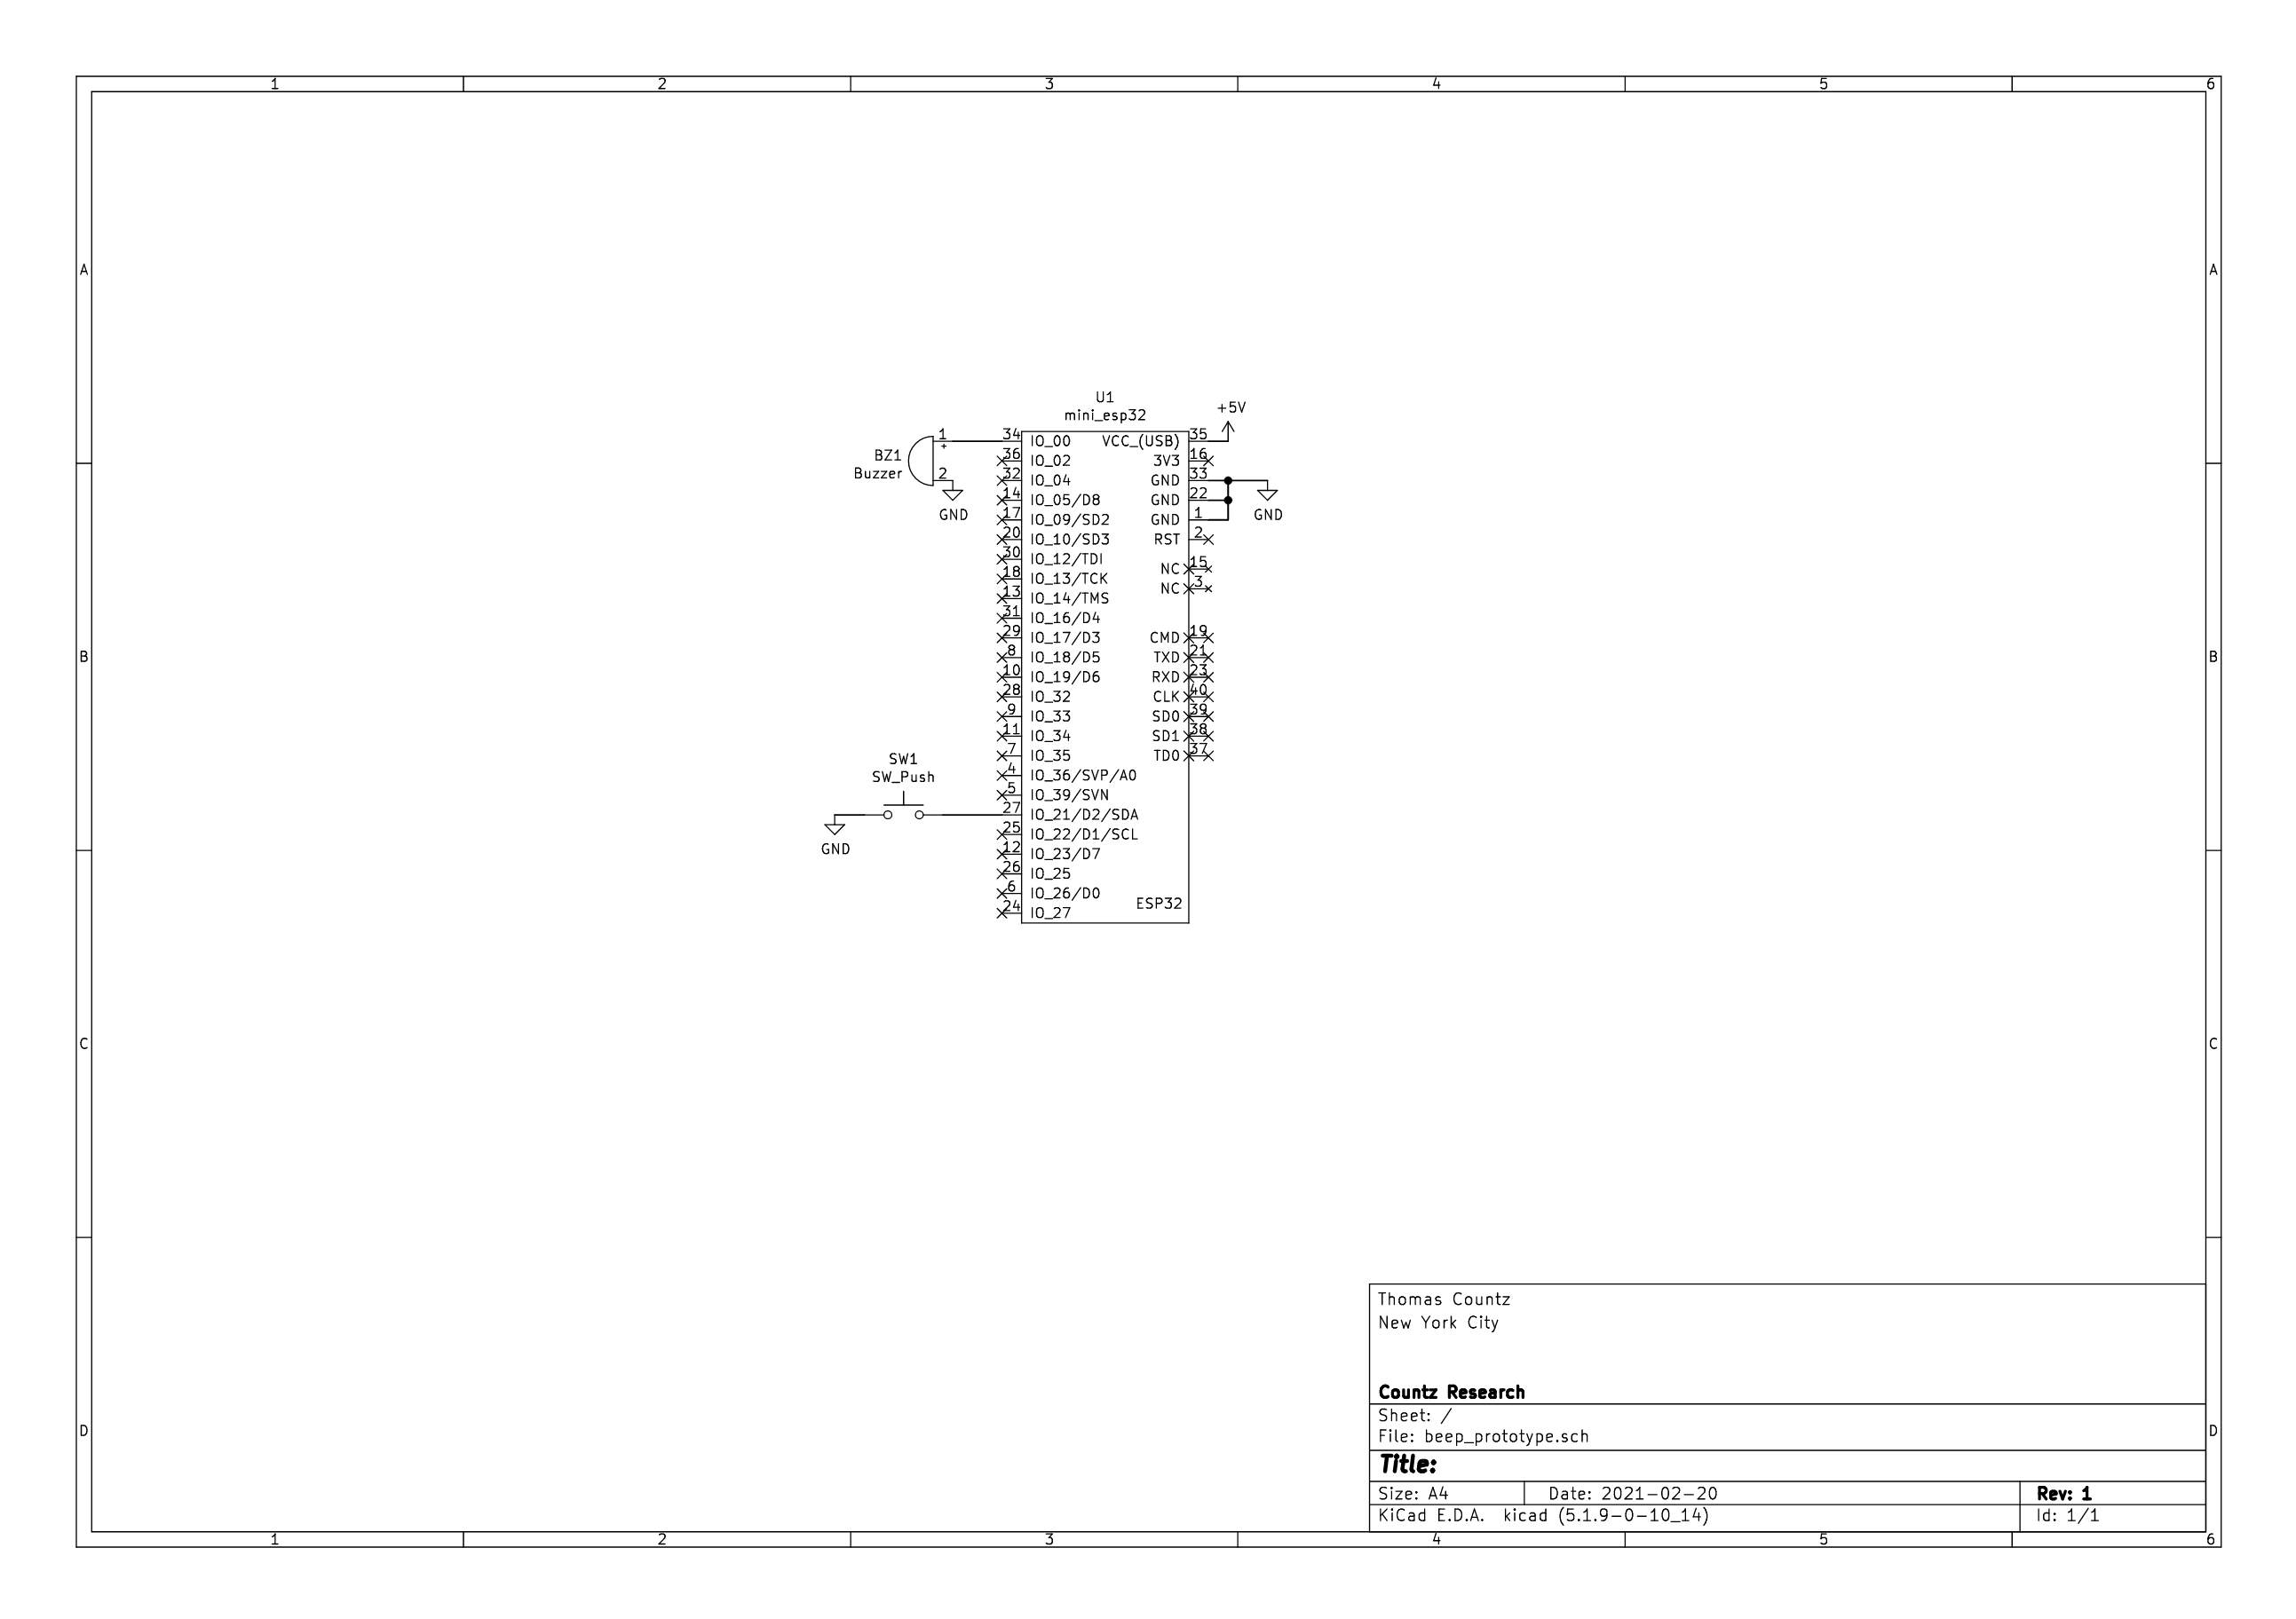 1 2 3 4 5 6
A A
U1
mini_esp32
+5V
1 34 IO_00 VCC_(USB) 35
+
BZ1
Buzzer
36 IO_02 3V3 16
2 32 IO_04 GND 33
14 IO_05/D8 GND 22
GND GND
17 IO_09/SD2 GND 1
20 IO_10/SD3 RST 2
30 IO_12/TDI
NC 15
18 IO_13/TCK
NC 3
13 IO_14/TMS
31 IO_16/D4
29 IO_17/D3 CMD 19
B 8 IO_18/D5 TXD 21 B
10 IO_19/D6 RXD 23
28 IO_32 CLK 40
9 IO_33 SD0 39
11 IO_34 SD1 38
7 IO_35 TD0 37
SW1
SW_Push
4 IO_36/SVP/A0
5 IO_39/SVN
27 IO_21/D2/SDA
25 IO_22/D1/SCL
GND
12 IO_23/D7
26 IO_25
6 IO_26/D0
ESP32
24 IO_27
C C
Thomas Countz
New York City
Countz Research
Sheet: /
File: beep_prototype.sch
D D
Title:
Size: A4 Date: 2021-02-20 Rev: 1
KiCad E.D.A. kicad (5.1.9-0-10_14) Id: 1/1
1 2 3 4 5 6